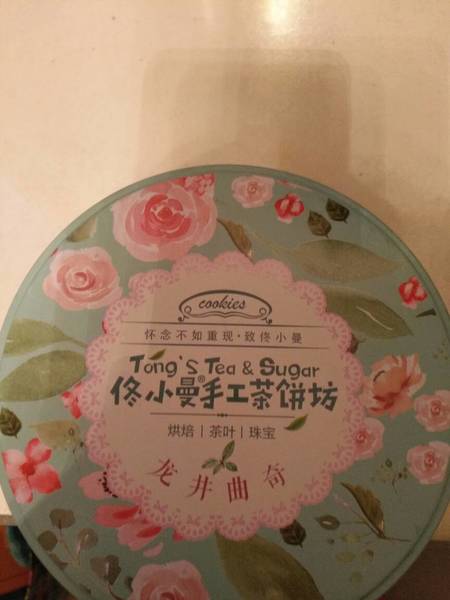 cookies
怀念不如重现·致佟小曼
Tong's Tea & Sugar
佟小曼®手工茶饼坊
烘焙 | 茶叶 | 珠宝
龙井曲奇